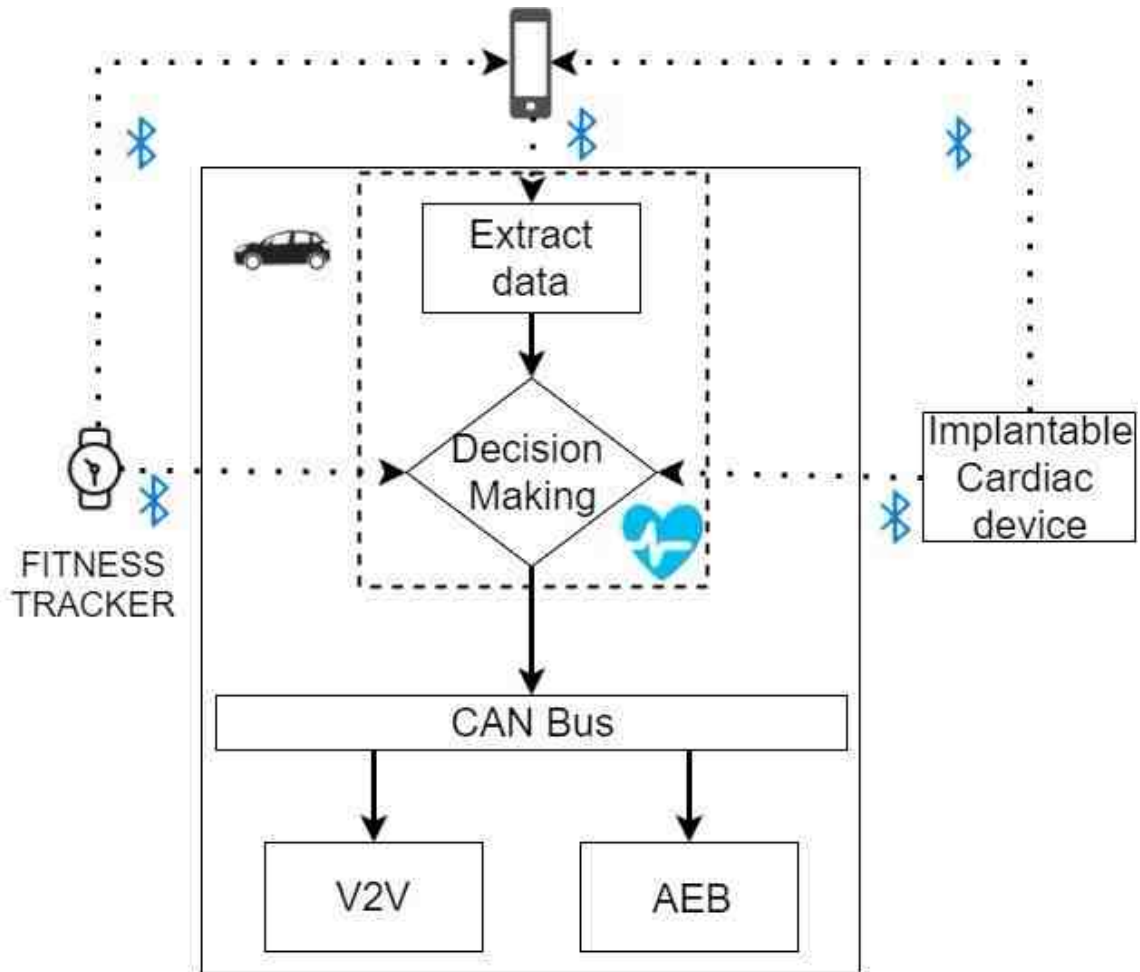 Extract
data
Decision
Making
Implantable
Cardiac
device
FITNESS
TRACKER
CAN Bus
V2V
AEB